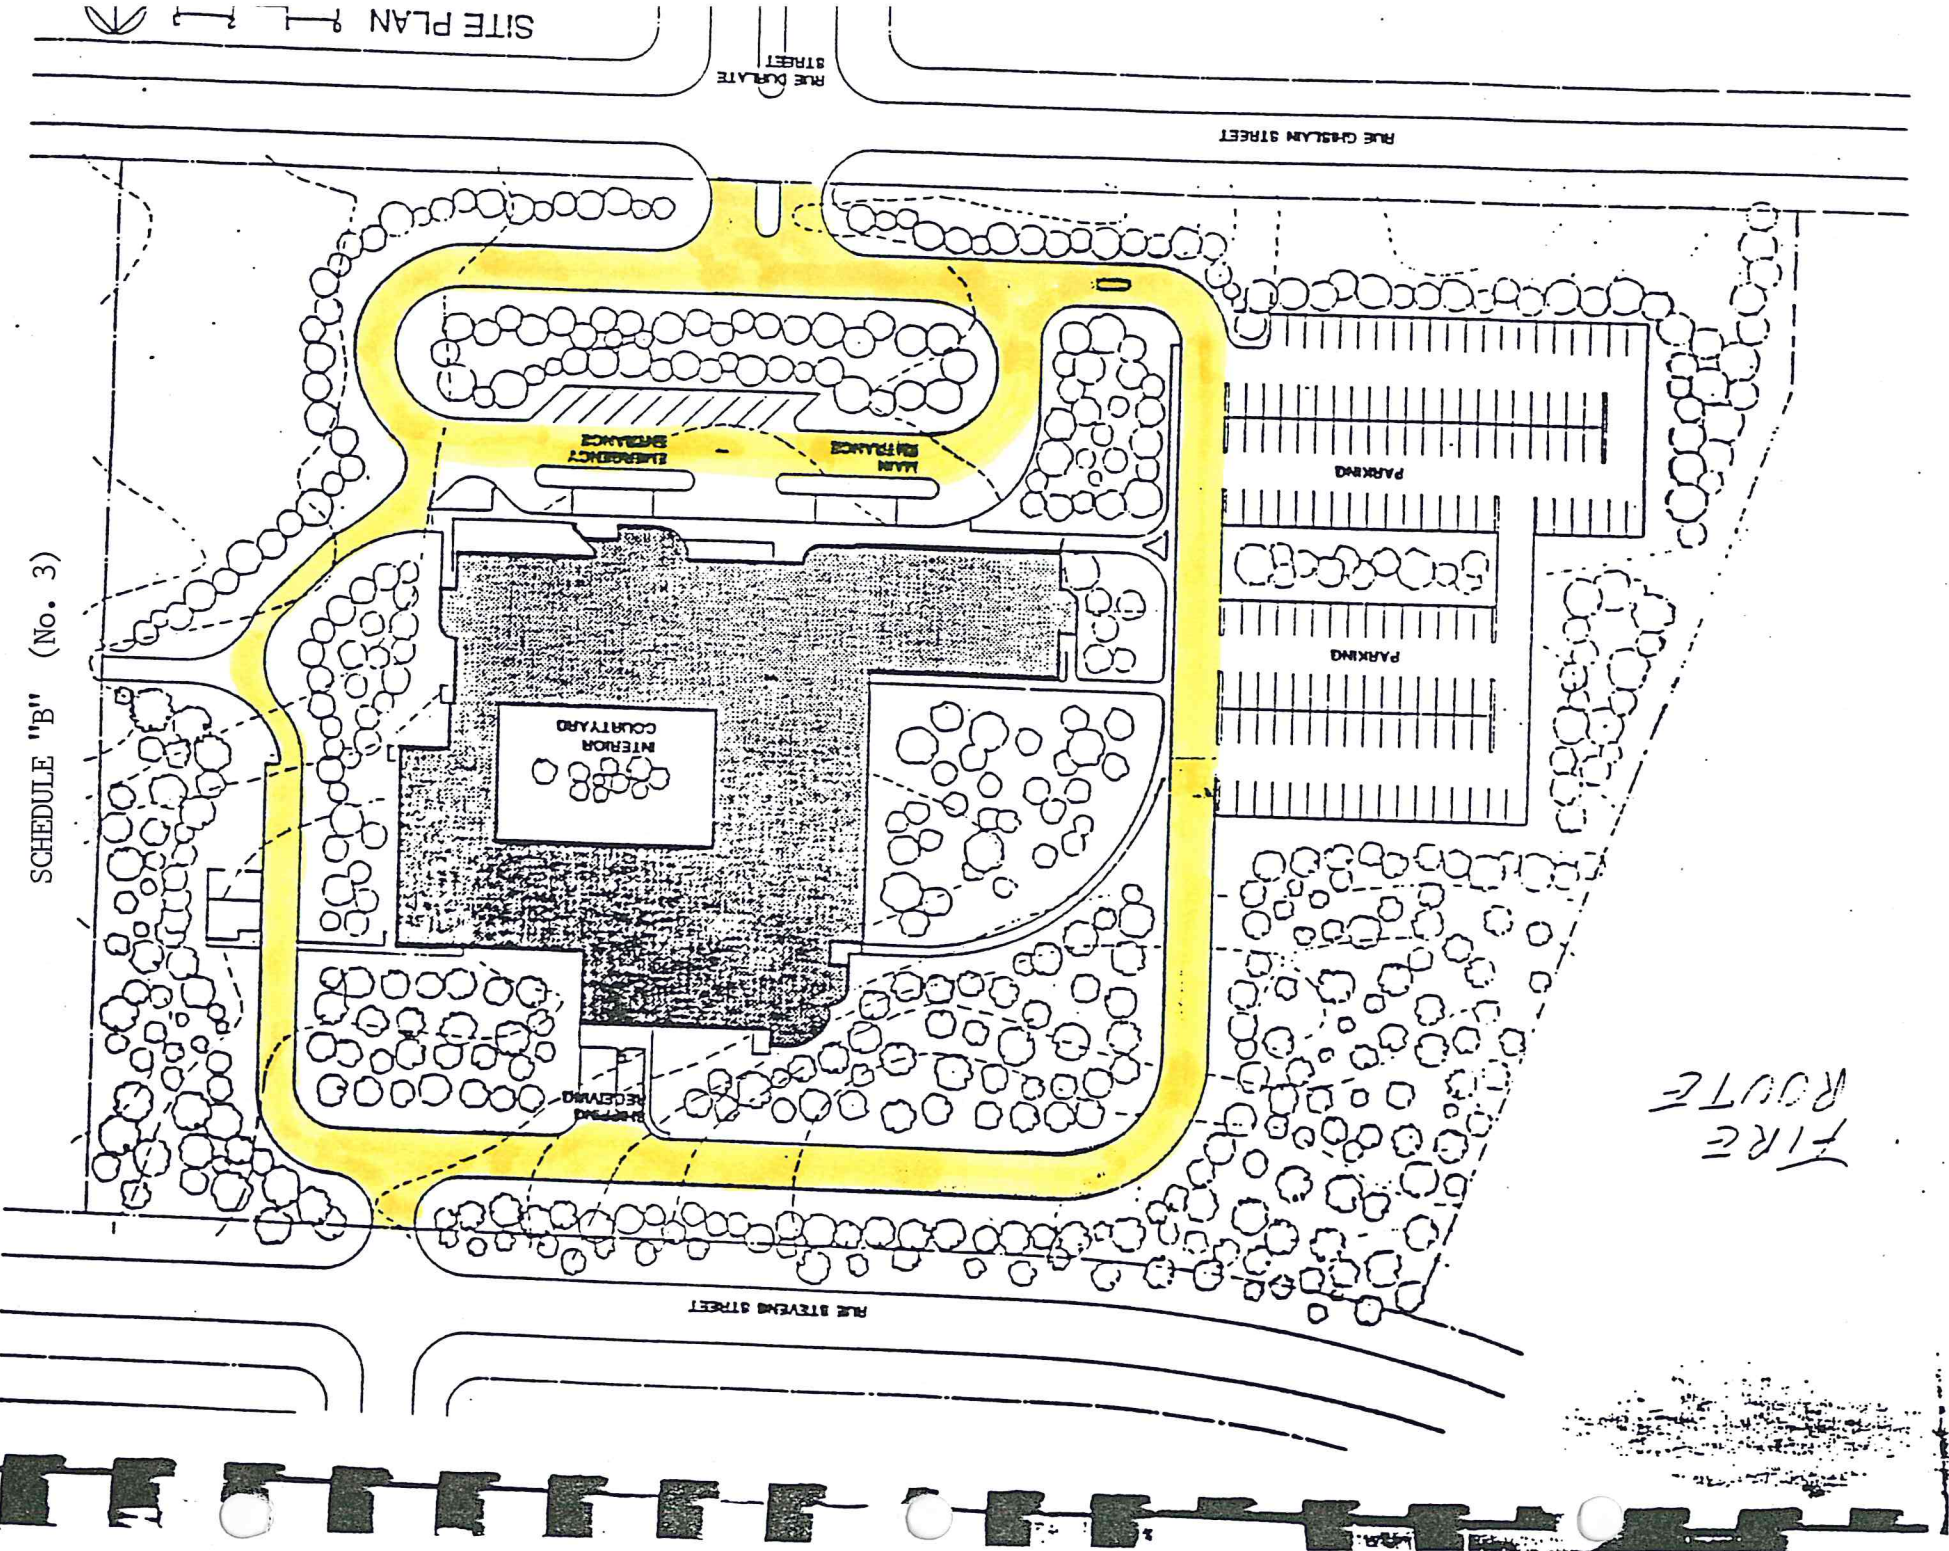 SITE PLAN
RUE DUPLATE
STREET
RUE GHISLAIN STREET
EMERGENCY
ENTRANCE
MAIN
ENTRANCE
PARKING
PARKING
SCHEDULE "B" (No. 3)
INTERIOR
COURTYARD
SHIPPING
RECEIVING
FIRE
ROUTE
RUE STEVENS STREET